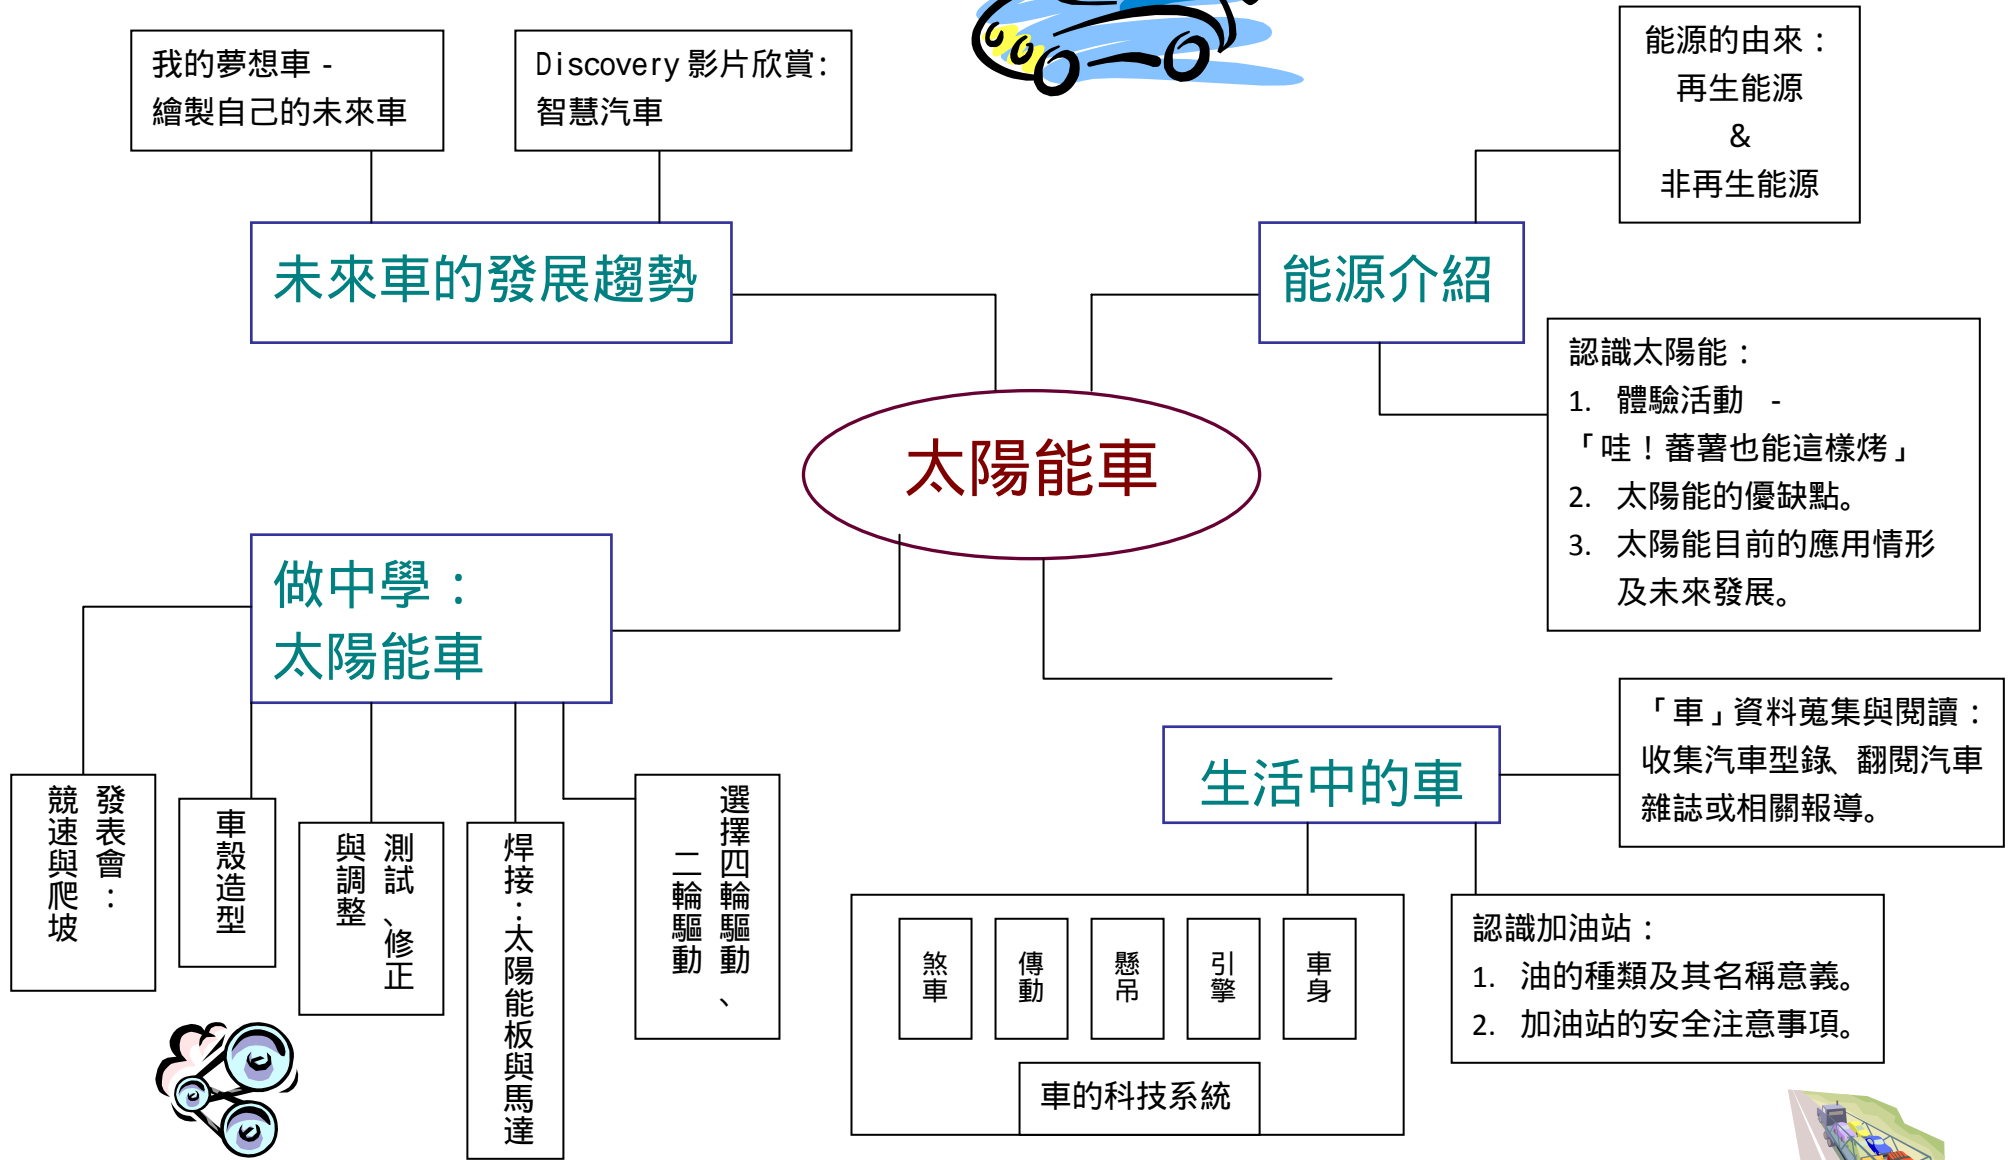 我的夢想車 -
繪製自己的未來車
Discovery 影片欣賞：
智慧汽車
能源的由來：
再生能源
&
非再生能源
未來車的發展趨勢
能源介紹
認識太陽能：
1. 體驗活動 -
「哇！蕃薯也能這樣烤」
2. 太陽能的優缺點。
3. 太陽能目前的應用情形
及未來發展。
太陽能車
做中學：
太陽能車
發表會：
競速與爬坡
車殼造型
測試、修正
與調整
焊接：太陽能板與馬達
選擇四輪驅動、
二輪驅動
生活中的車
「車」資料蒐集與閱讀：
收集汽車型錄、翻閱汽車
雜誌或相關報導。
煞車
傳動
懸吊
引擎
車身
車的科技系統
認識加油站：
1. 油的種類及其名稱意義。
2. 加油站的安全注意事項。